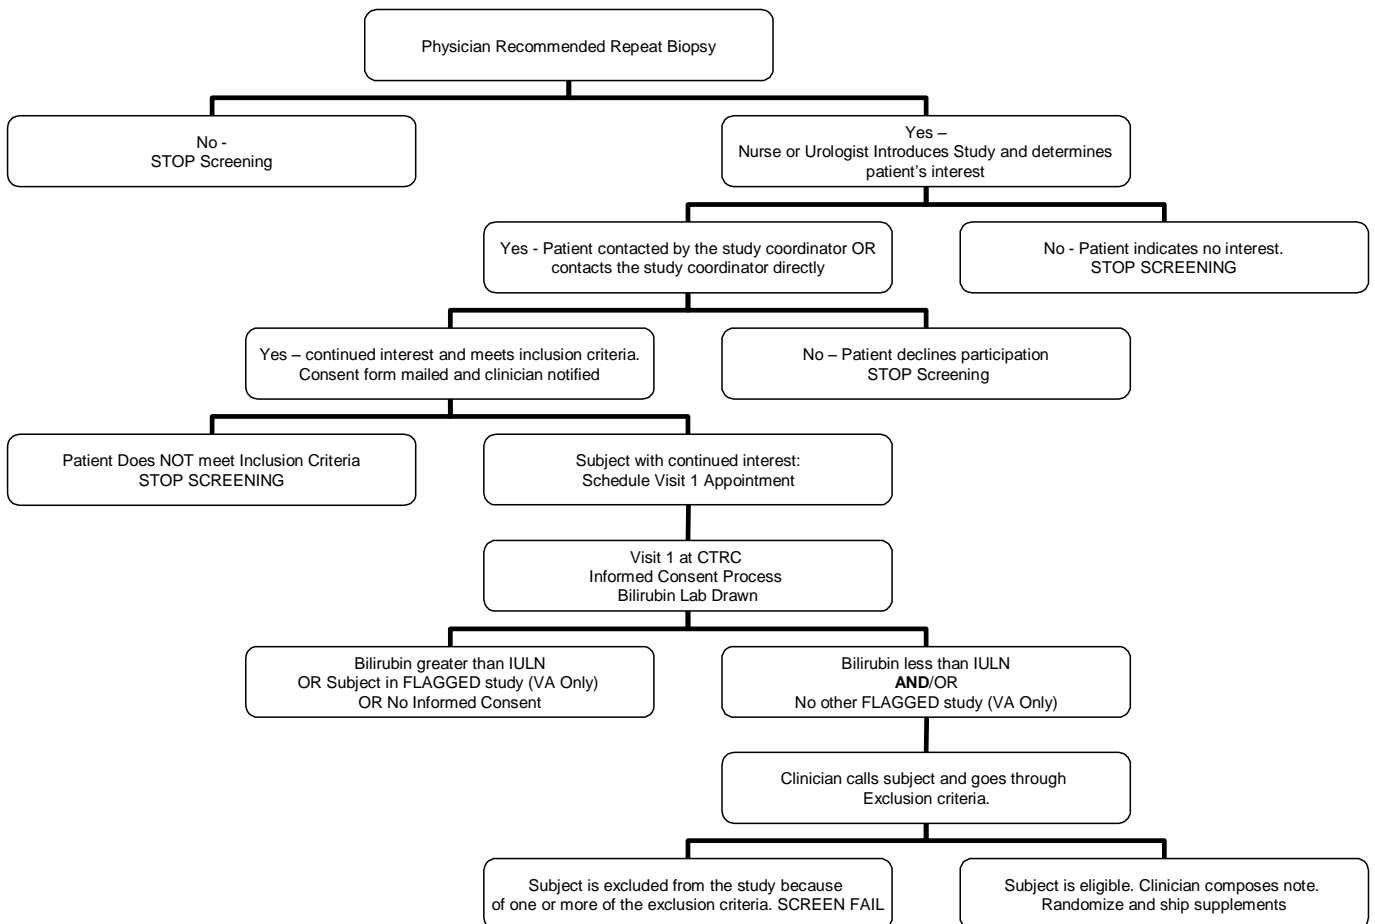 Physician Recommended Repeat Biopsy
No -
STOP Screening
Yes –
Nurse or Urologist Introduces Study and determines
patient's interest
Yes - Patient contacted by the study coordinator OR
contacts the study coordinator directly
No - Patient indicates no interest.
STOP SCREENING
Yes – continued interest and meets inclusion criteria.
Consent form mailed and clinician notified
No – Patient declines participation
STOP Screening
Patient Does NOT meet Inclusion Criteria
STOP SCREENING
Subject with continued interest:
Schedule Visit 1 Appointment
Visit 1 at CTRC
Informed Consent Process
Bilirubin Lab Drawn
Bilirubin greater than IULN
OR Subject in FLAGGED study (VA Only)
OR No Informed Consent
Bilirubin less than IULN
AND/OR
No other FLAGGED study (VA Only)
Clinician calls subject and goes through
Exclusion criteria.
Subject is excluded from the study because
of one or more of the exclusion criteria. SCREEN FAIL
Subject is eligible. Clinician composes note.
Randomize and ship supplements